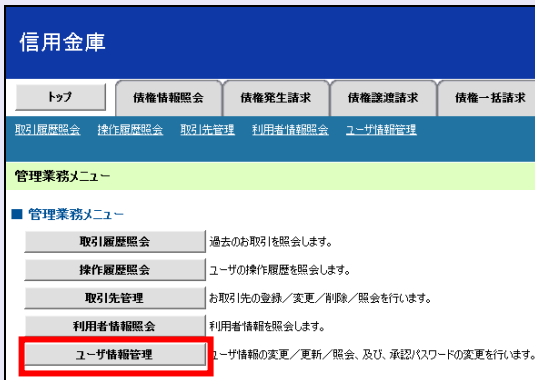 信用金庫
トップ 債権情報照会 債権発生請求 債権譲渡請求 債権一括請求
取引履歴照会 操作履歴照会 取引先管理 利用者情報照会 ユーザ情報管理
管理業務メニュー
■ 管理業務メニュー
取引履歴照会 過去のお取引を照会します。
操作履歴照会 ユーザの操作履歴を照会します。
取引先管理 お取引先の登録／変更／削除／照会を行います。
利用者情報照会 利用者情報を照会します。
ユーザ情報管理 ユーザ情報の変更／更新／照会、及び、承認パスワードの変更を行います。